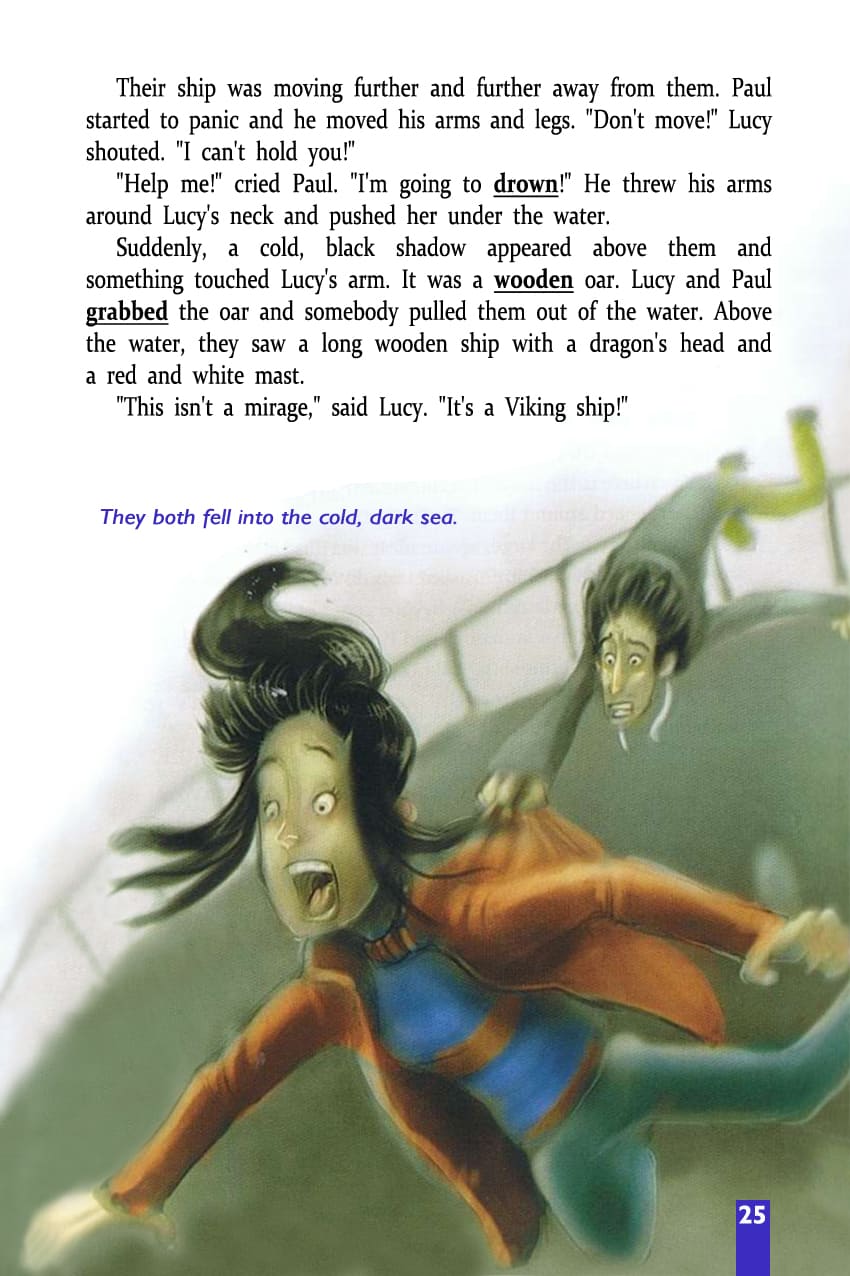 Their ship was moving further and further away from them. Paul
started to panic and he moved his arms and legs. "Don't move!" Lucy
shouted. "I can't hold you!"
"Help me!" cried Paul. "I'm going to drown!" He threw his arms
around Lucy's neck and pushed her under the water.
Suddenly, a cold, black shadow appeared above them and
something touched Lucy's arm. It was a wooden oar. Lucy and Paul
grabbed the oar and somebody pulled them out of the water. Above
the water, they saw a long wooden ship with a dragon's head and
a red and white mast.
"This isn't a mirage," said Lucy. "It's a Viking ship!"
They both fell into the cold, dark sea.
25